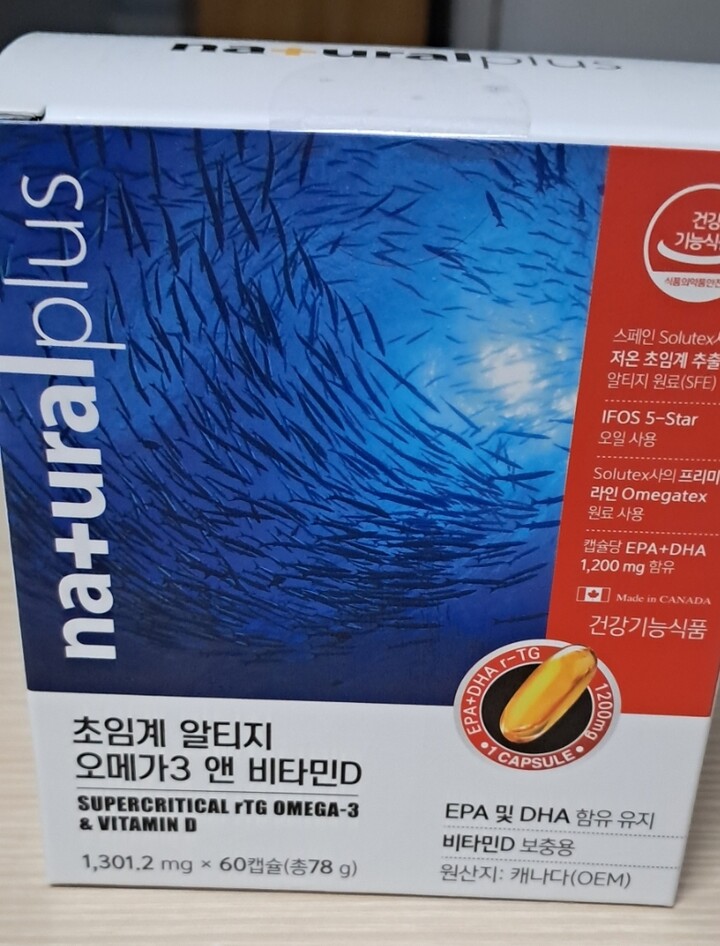 na+uralplus
na+uralplus
건강
기능식
식품의약품안전
스페인 Solutex사
저온 초임계 추출
알티지 원료(SFE)
IFOS 5-Star
오일 사용
Solutex사의 프리미
라인 Omegatex
원료 사용
캡슐당 EPA+DHA
1,200 mg 함유
Made in CANADA
건강기능식품
EPA+DHA r-TG
1200mg
•1 CAPSULE•
초임계 알티지
오메가3 앤 비타민D
SUPERCRITICAL rTG OMEGA-3
& VITAMIN D
1,301.2 mg × 60캡슐(총78 g)
EPA 및 DHA 함유 유지
비타민D 보충용
원산지: 캐나다(OEM)